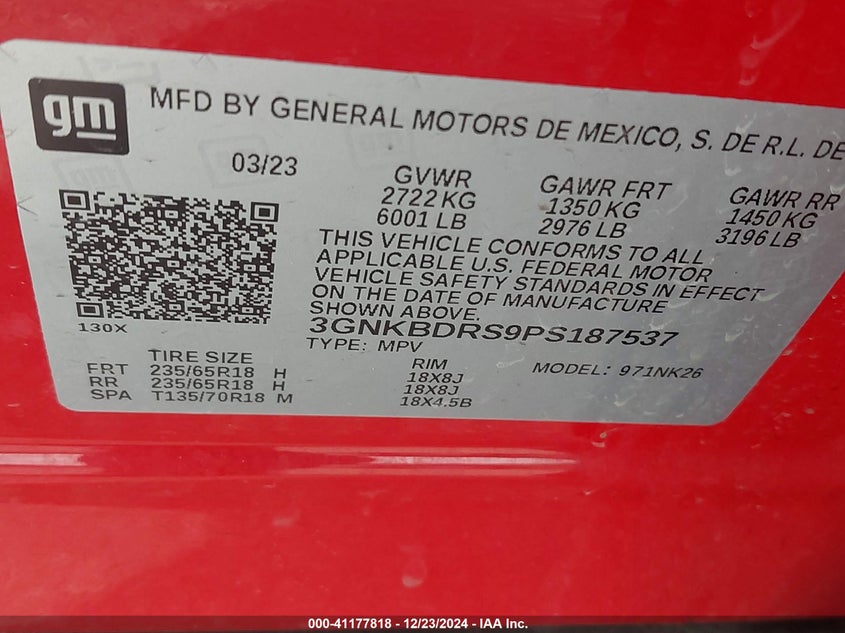 gm
MFD BY GENERAL MOTORS DE MEXICO, S. DE R.L. DE
03/23
GVWR
2722 KG
6001 LB
GAWR FRT
1350 KG
2976 LB
GAWR RR
1450 KG
3196 LB
THIS VEHICLE CONFORMS TO ALL
APPLICABLE U.S. FEDERAL MOTOR
VEHICLE SAFETY STANDARDS IN EFFECT
ON THE DATE OF MANUFACTURE
SHOWN ABOVE.
3GNKBDRS9PS187537
TYPE: MPV
MODEL: 971NK26
130X
TIRE SIZE
RIM
FRT 235/65R18 H 18X8J
RR 235/65R18 H 18X8J
SPA T135/70R18 M 18X4.5B
000-41177818 - 12/23/2024 - IAA Inc.